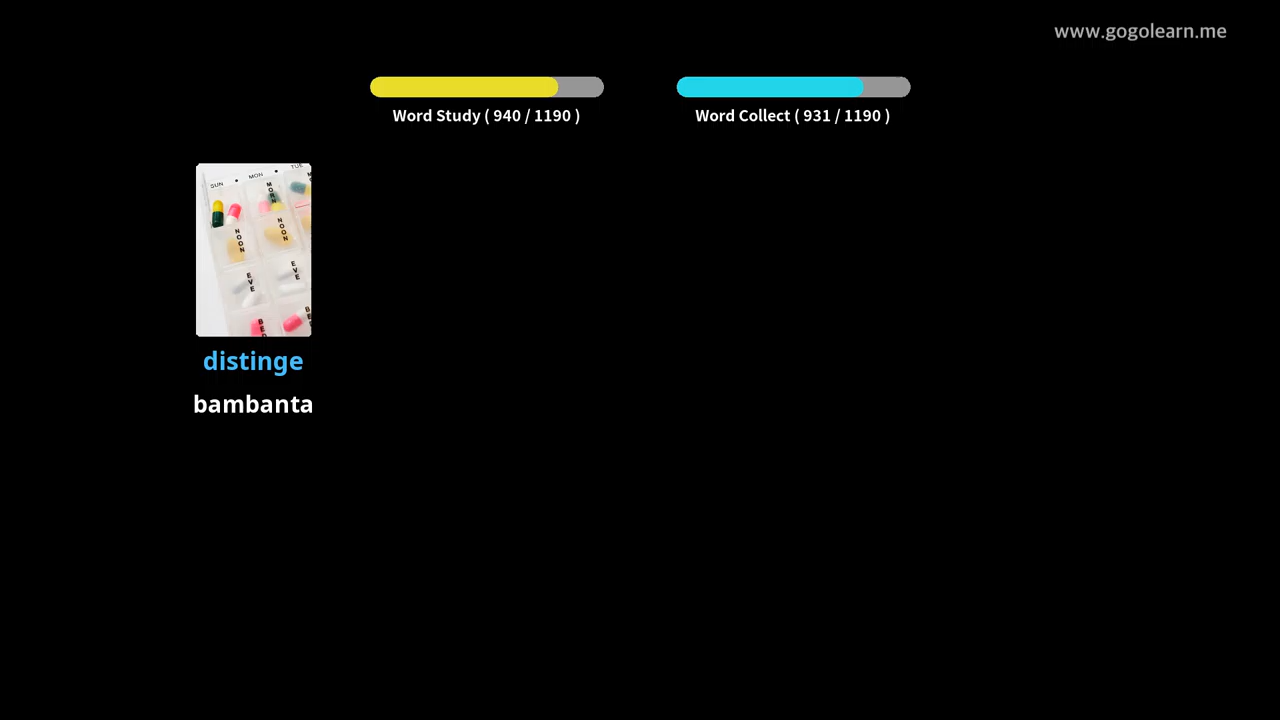 www.gogolearn.me
Word Study ( 940 / 1190 )
Word Collect ( 931 / 1190 )
SUN
MON
TUE
MORN
NOON
NOON
EVE
EVE
distinge
bambanta